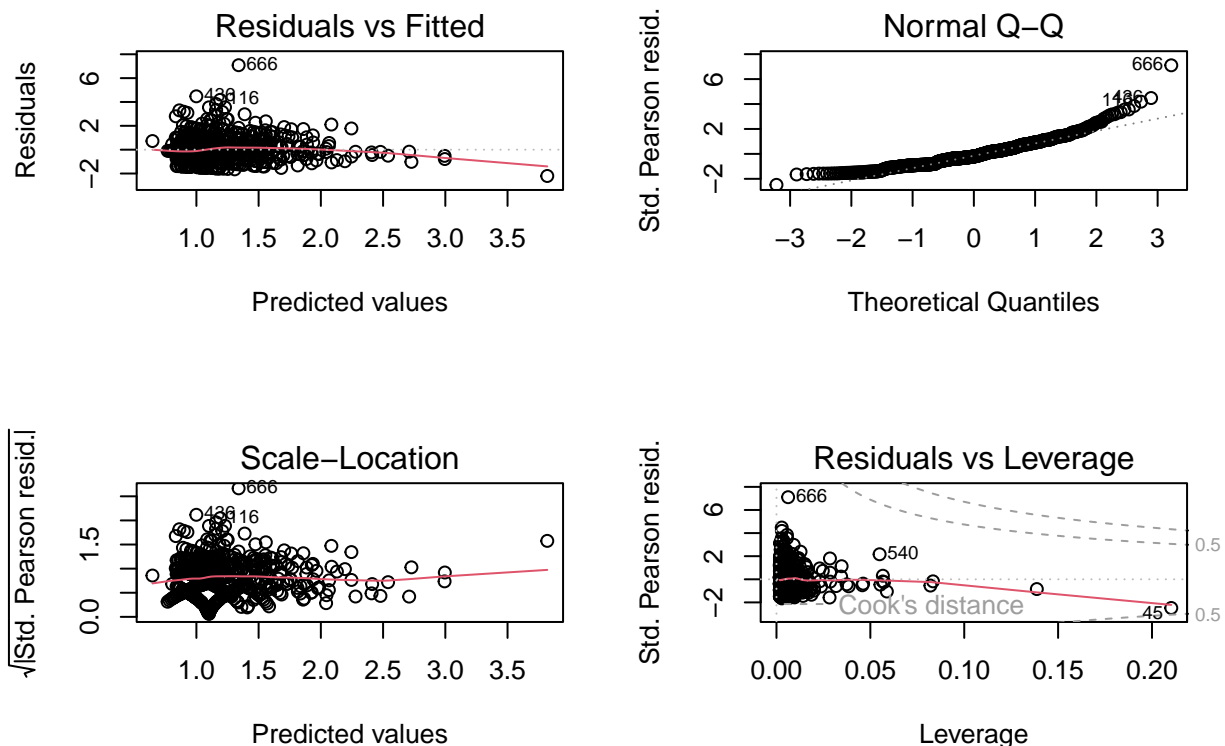 Residuals vs Fitted
Residuals
6
2
−2
666
436
116
1.0 1.5 2.0 2.5 3.0 3.5
Predicted values
Normal Q−Q
Std. Pearson resid.
6
2
−2
666
436
116
−3 −2 −1 0 1 2 3
Theoretical Quantiles
Scale−Location
√|Std. Pearson resid.|
1.5
0.0
666
436
116
1.0 1.5 2.0 2.5 3.0 3.5
Predicted values
Residuals vs Leverage
Std. Pearson resid.
6
2
−2
666
540
45
Cook's distance
0.5
0.5
0.00 0.05 0.10 0.15 0.20
Leverage